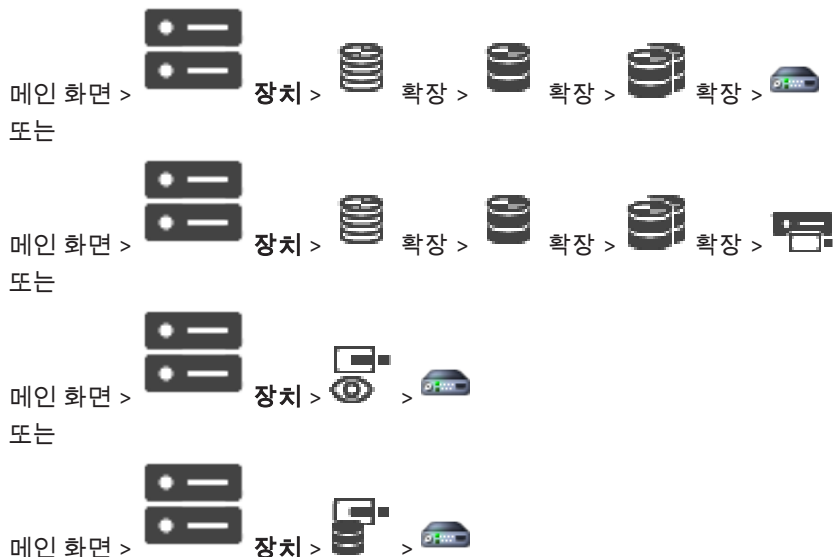 메인 화면 > 장치 > 확장 > 확장 > 확장 >
또는
메인 화면 > 장치 > 확장 > 확장 > 확장 >
또는
메인 화면 > 장치 > >
또는
메인 화면 > 장치 > >